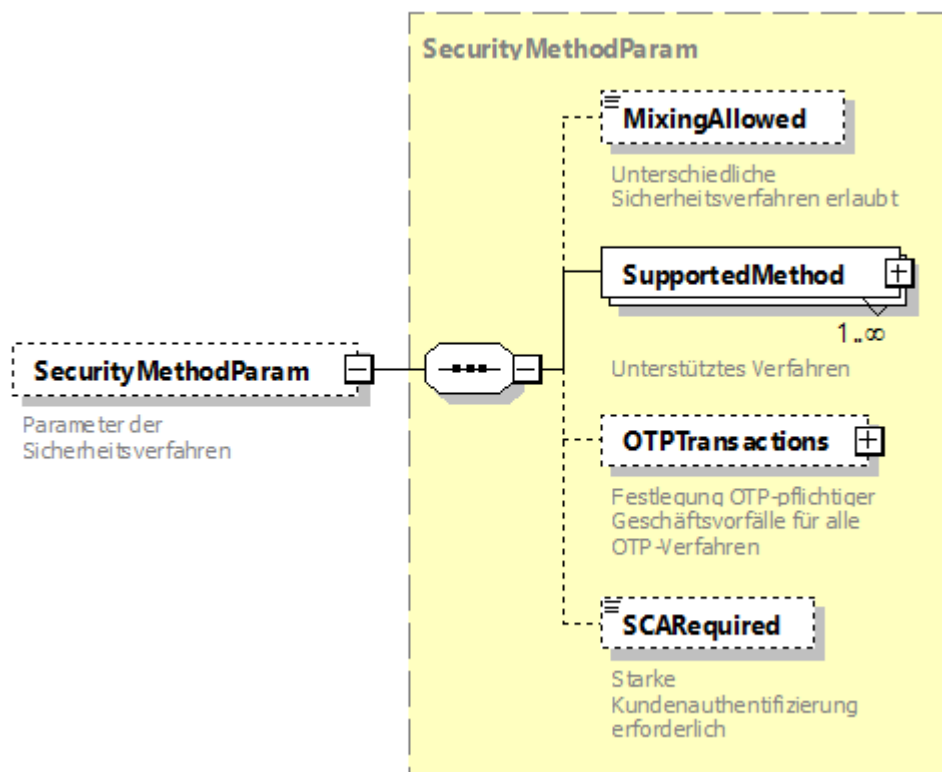 SecurityMethodParam
MixingAllowed
Unterschiedliche
Sicherheitsverfahren erlaubt
SupportedMethod
1..∞
Unterstütztes Verfahren
SecurityMethodParam
Parameter der
Sicherheitsverfahren
OTPTransactions
Festlegung OTP-pflichtiger
Geschäftsvorfälle für alle
OTP-Verfahren
SCARequired
Starke
Kundenauthentifizierung
erforderlich